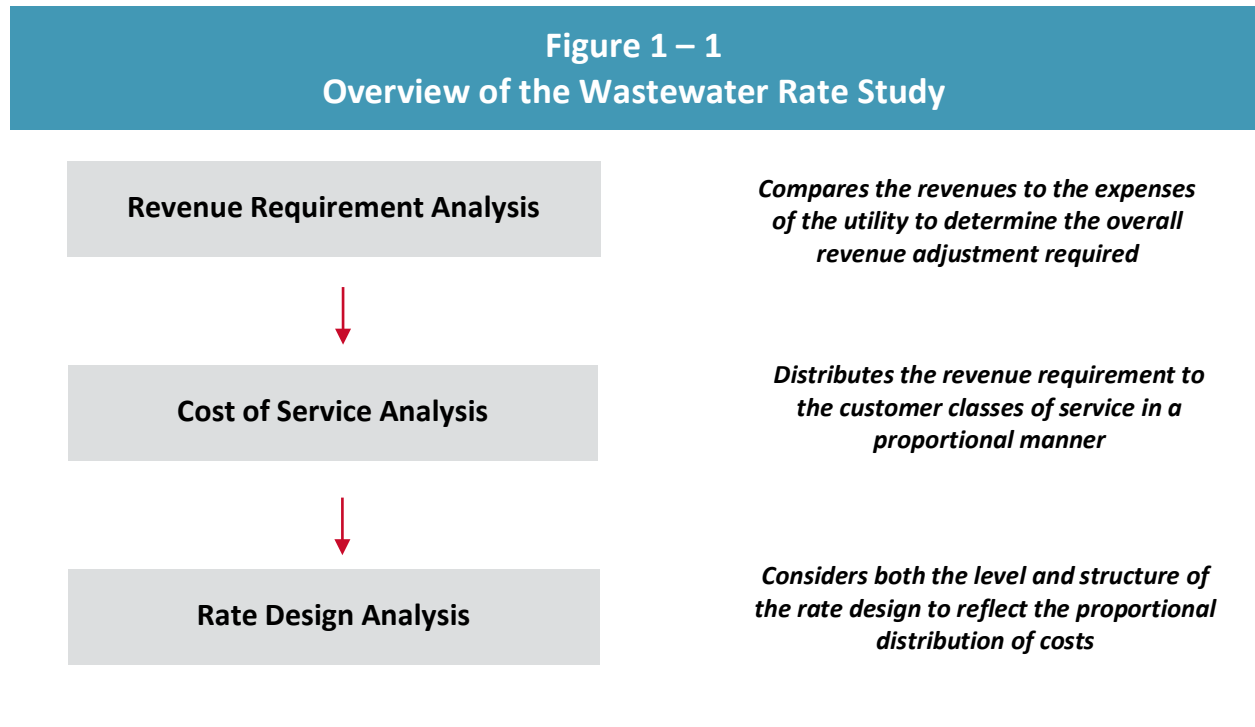 Figure 1 – 1
Overview of the Wastewater Rate Study
Revenue Requirement Analysis
Compares the revenues to the expenses
of the utility to determine the overall
revenue adjustment required
Cost of Service Analysis
Distributes the revenue requirement to
the customer classes of service in a
proportional manner
Rate Design Analysis
Considers both the level and structure of
the rate design to reflect the proportional
distribution of costs